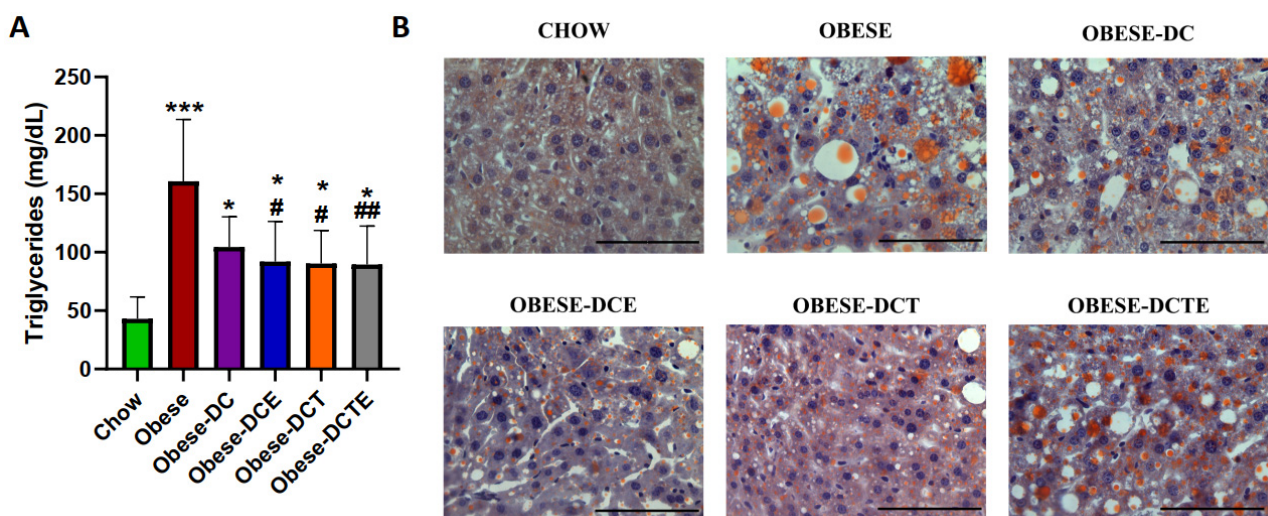 A
Triglycerides (mg/dL)
250
200
150
100
50
0
***
*
*
#
*
#
*
##
Chow
Obese
Obese-DC
Obese-DCE
Obese-DCT
Obese-DCTE
B
CHOW
OBESE
OBESE-DC
OBESE-DCE
OBESE-DCT
OBESE-DCTE